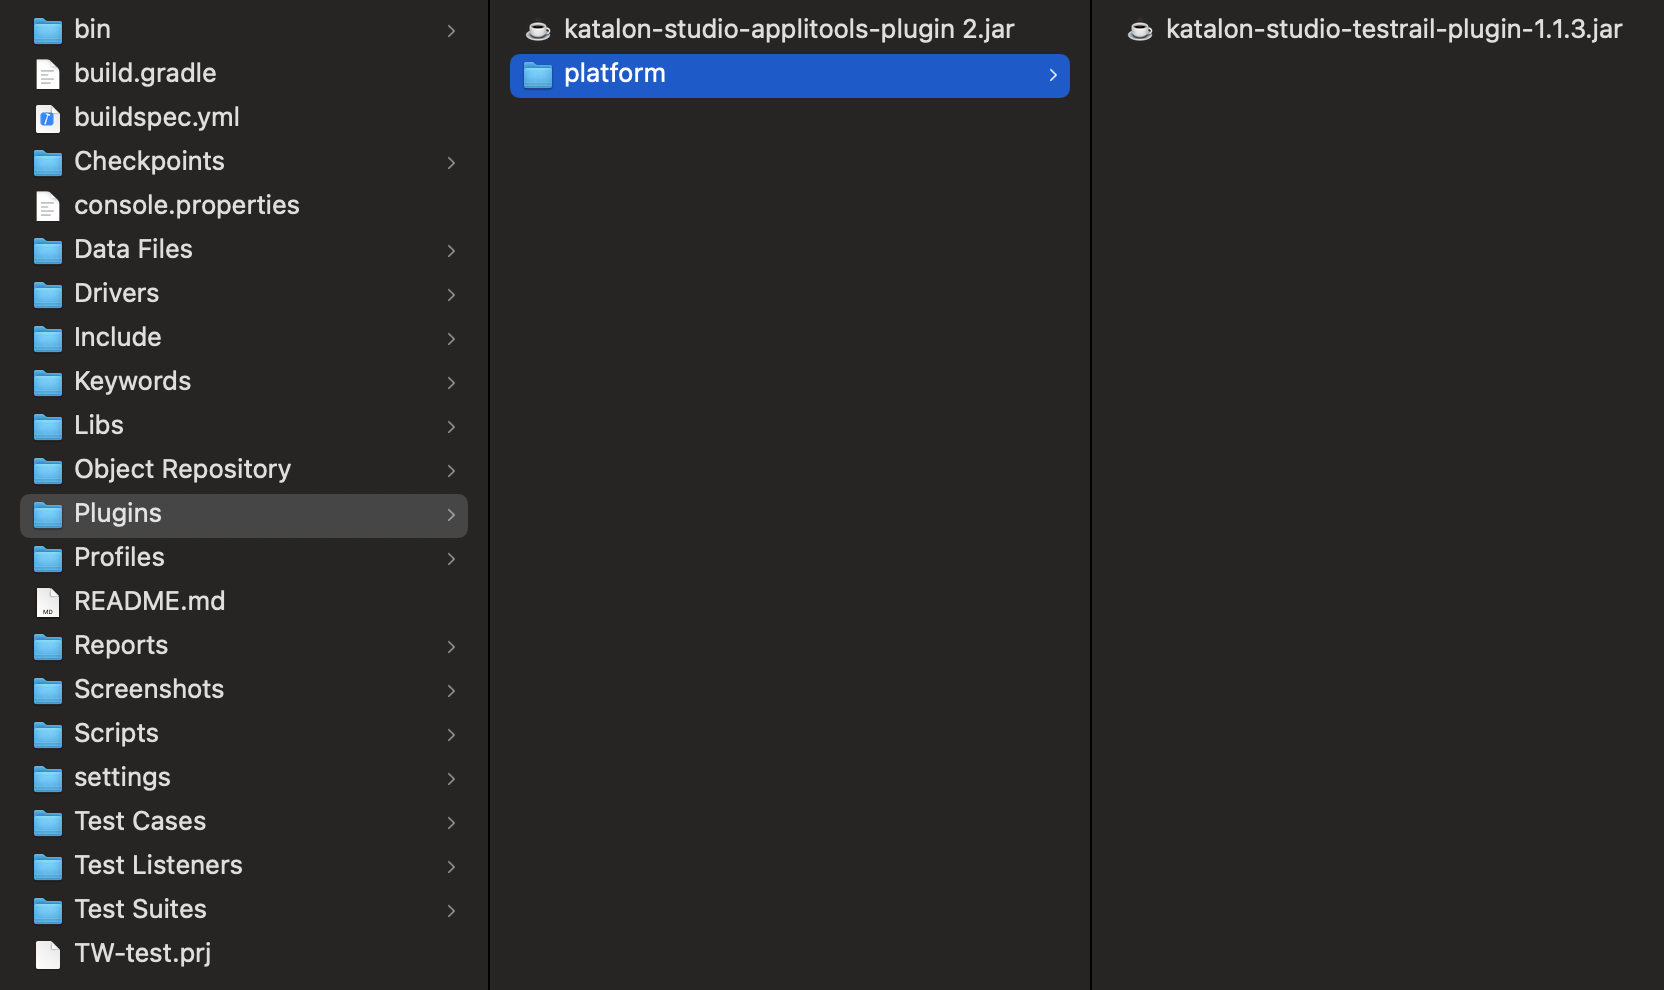 bin
build.gradle
buildspec.yml
Checkpoints
console.properties
Data Files
Drivers
Include
Keywords
Libs
Object Repository
Plugins
Profiles
README.md
Reports
Screenshots
Scripts
settings
Test Cases
Test Listeners
Test Suites
TW-test.prj
katalon-studio-applitools-plugin 2.jar
platform
katalon-studio-testrail-plugin-1.1.3.jar